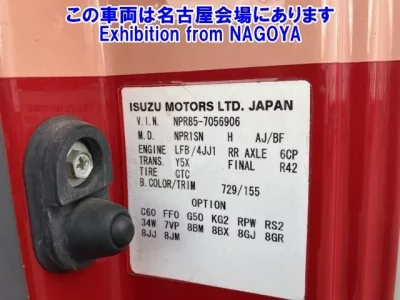 この車両は名古屋会場にあります
Exhibition from NAGOYA
ISUZU MOTORS LTD. JAPAN
V.I.N. NPR85-7056906
M.D. NPR1SN H AJ/BF
ENGINE LFB/4JJ1 RR AXLE 6CP
TRANS. Y5X FINAL R42
TIRE CTC
B.COLOR/TRIM 729/155
OPTION
C60 FF0 G50 KG2 RPW RS2
34W 7VP 8BM 8BX 8GJ 8GR
8JJ 8JM